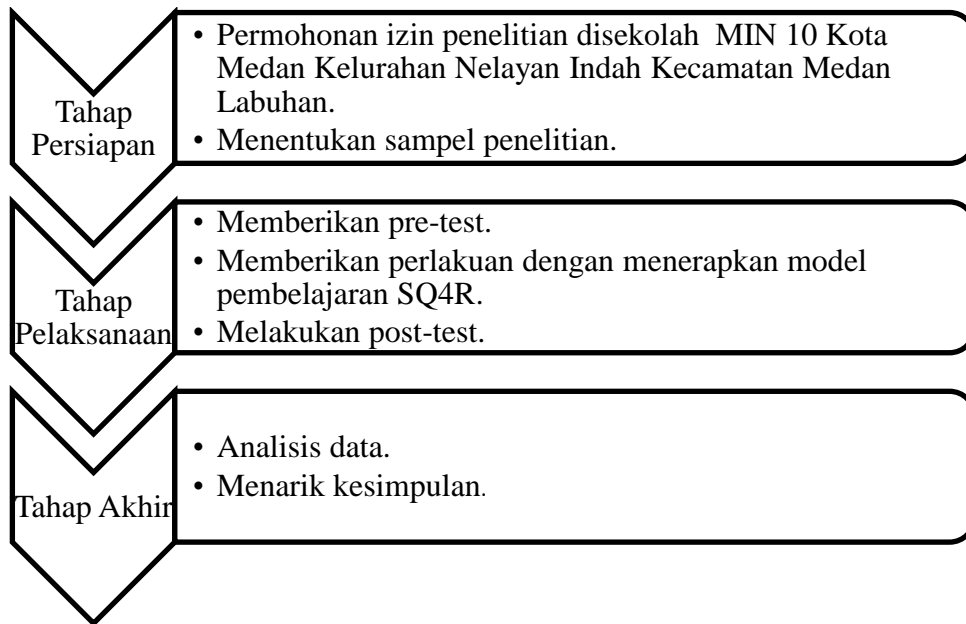 Tahap
Persiapan
• Permohonan izin penelitian disekolah MIN 10 Kota
Medan Kelurahan Nelayan Indah Kecamatan Medan
Labuhan.
• Menentukan sampel penelitian.
Tahap
Pelaksanaan
• Memberikan pre-test.
• Memberikan perlakuan dengan menerapkan model
pembelajaran SQ4R.
• Melakukan post-test.
Tahap Akhir
• Analisis data.
• Menarik kesimpulan.